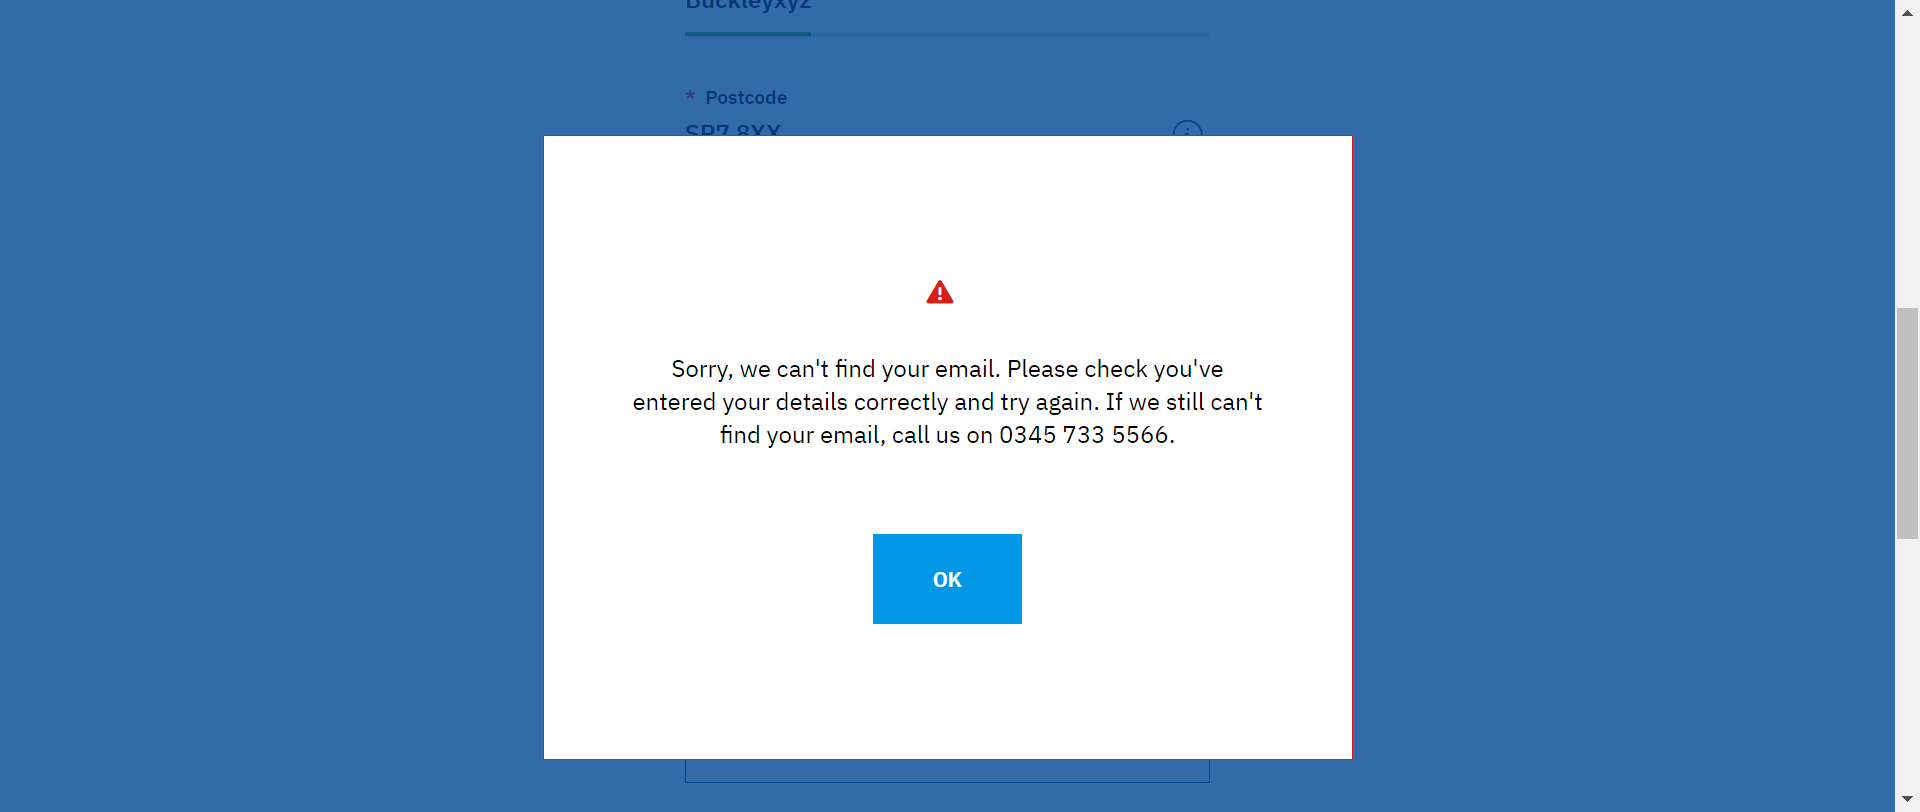 Buckleyxyz
* Postcode
SP7 8XX
Sorry, we can't find your email. Please check you've
entered your details correctly and try again. If we still can't
find your email, call us on 0345 733 5566.
OK